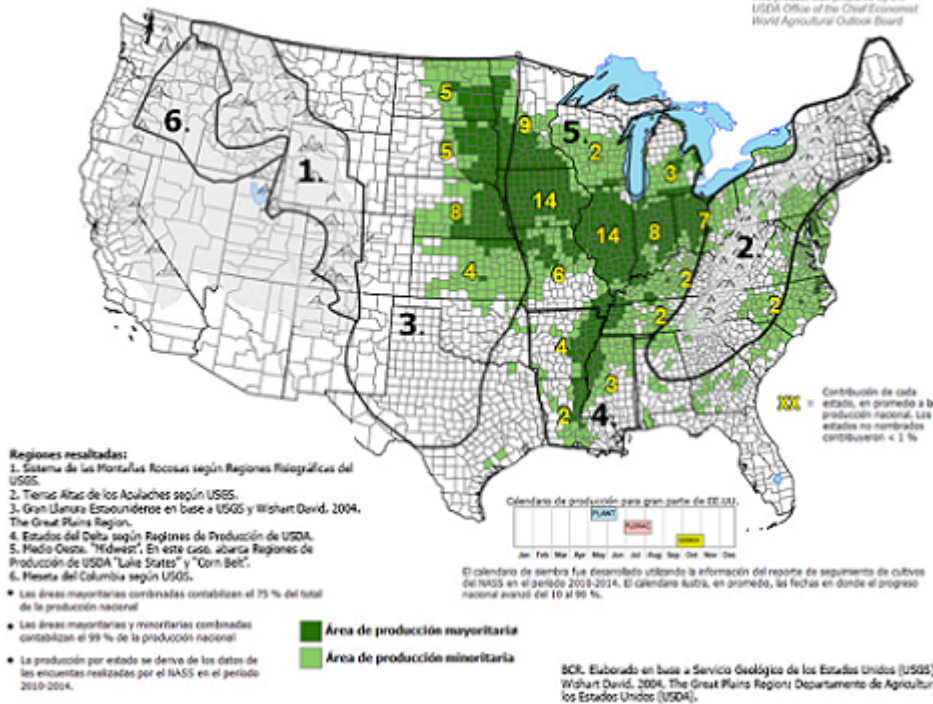 USDA Office of the Chief Economist
World Agricultural Outlook Board
6.
1.
5
5
8
4
3.
9
5.
2
3
14
14
8
7
6
2
2
2.
2
4
3
2
4.
XX = Contribución de cada
estado, en promedio a la
producción nacional. Los
estados no nombrados
contribuyeron < 1 %
Regiones resaltadas:
1. Sistema de las Montañas Rocosas según Regiones Fisiográficas del
USGS.
2. Tierras Altas de los Apalaches según USGS.
3. Gran Llanura Estadounidense en base a USGS y Wishart David. 2004.
The Great Plains Region.
4. Estados del Delta según Regiones de Producción de USDA.
5. Medio Oeste. "Midwest". En este caso, abarca Regiones de
Producción de USDA "Lake States" y "Corn Belt".
6. Meseta del Columbia según USGS.
• Las áreas mayoritarias combinadas contabilizan el 75 % del total
de la producción nacional
• Las áreas mayoritarias y minoritarias combinadas
contabilizan el 99 % de la producción nacional
• La producción por estado se deriva de los datos de
las encuentas realizadas por el NASS en el período
2010-2014.
Calendario de producción para gran parte de EE.UU.
PLANT
FLORAC
Jan Feb Mar Apr May Jun Jul Aug Sep Oct Nov Dec
El calendario de siembra fue desarrollado utilizando la información del reporte de seguimiento de cultivos
del NASS en el período 2010-2014. El calendario ilustra, en promedio, las fechas en donde el progreso
nacional avanzó del 10 al 90 %.
Área de producción mayoritaria
Área de producción minoritaria
BCR. Elaborado en base a Servicio Geológico de los Estados Unidos [USGS]
Wishart David. 2004. The Great Plains Region; Departamento de Agricultur
los Estados Unidos [USDA].